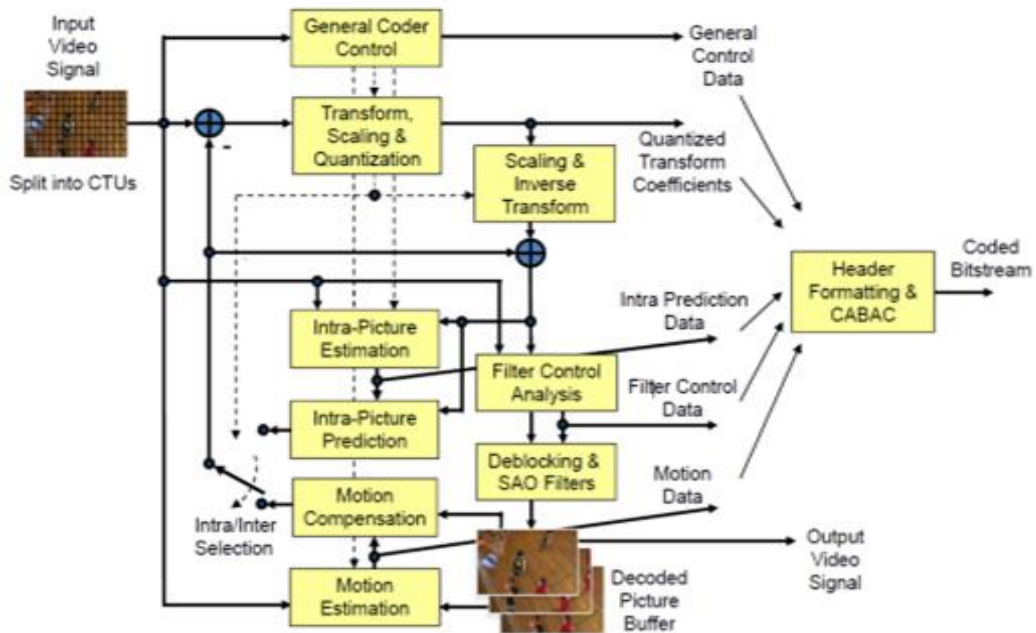 Input
Video
Signal
General Coder
Control
General
Control
Data
Transform,
Scaling &
Quantization
-
Quantized
Transform
Coefficients
Split into CTUs
Scaling &
Inverse
Transform
Coded
Bitstream
Header
Formatting &
CABAC
Intra Prediction
Data
Intra-Picture
Estimation
Filter Control
Analysis
Filter Control
Data
Intra-Picture
Prediction
Deblocking &
SAO Filters
Motion
Data
Motion
Compensation
Intra/Inter
Selection
Output
Video
Signal
Motion
Estimation
Decoded
Picture
Buffer